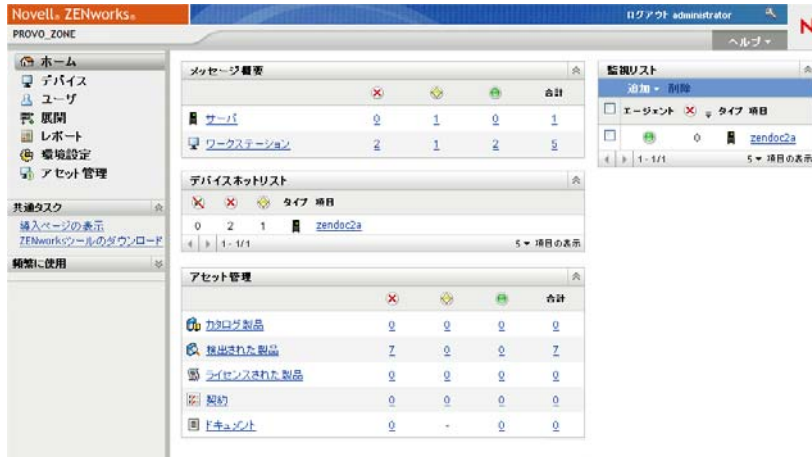 Novell® ZENworks®
ログアウト administrator
N
PROVO_ZONE
ヘルプ
ホーム
デバイス
ユーザ
展開
レポート
環境設定
アセット管理
共通タスク
導入ページの表示
ZENworksツールのダウンロード
頻繁に使用
メッセージ概要
合計
サーバ 0 1 0 1
ワークステーション 2 1 2 5
デバイスホットリスト
タイプ 項目
0 2 1 zendoc2a
1 - 1/1 5 項目の表示
アセット管理
合計
カタログ製品 0 0 0 0
検出された製品 7 0 0 7
ライセンスされた製品 0 0 0 0
契約 0 0 0 0
ドキュメント 0 - 0 0
監視リスト
追加 削除
エージェント タイプ 項目
0 zendoc2a
1 - 1/1 5 項目の表示